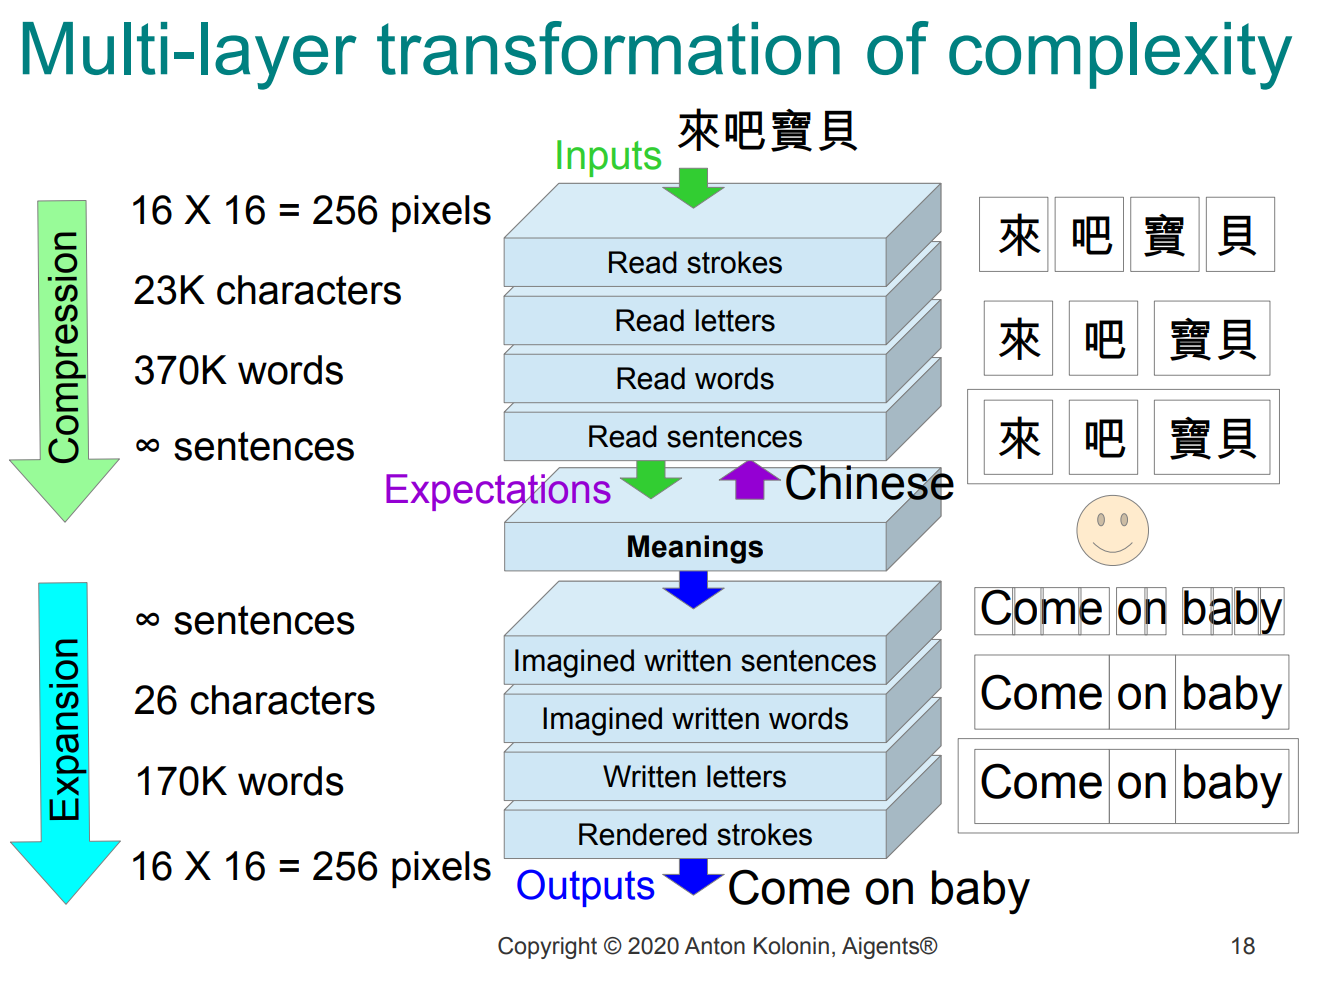 Multi-layer transformation of complexity
來吧寶貝
Inputs
Compression
16 X 16 = 256 pixels
23K characters
370K words
∞ sentences
Read strokes
Read letters
Read words
Read sentences
來 吧 寶 貝
來 吧 寶貝
來 吧 寶貝
Expectations
Chinese
Meanings
Expansion
∞ sentences
26 characters
170K words
16 X 16 = 256 pixels
Imagined written sentences
Imagined written words
Written letters
Rendered strokes
Come on baby
Come on baby
Come on baby
Outputs
Come on baby
Copyright © 2020 Anton Kolonin, Aigents®
18